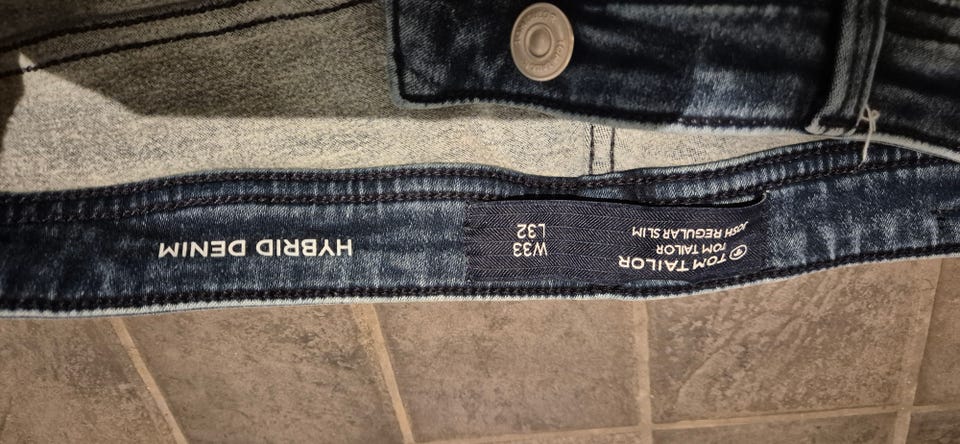 TOM TAILOR
TOM TAILOR
JOSH REGULAR SLIM
W33
L32
HYBRID DENIM